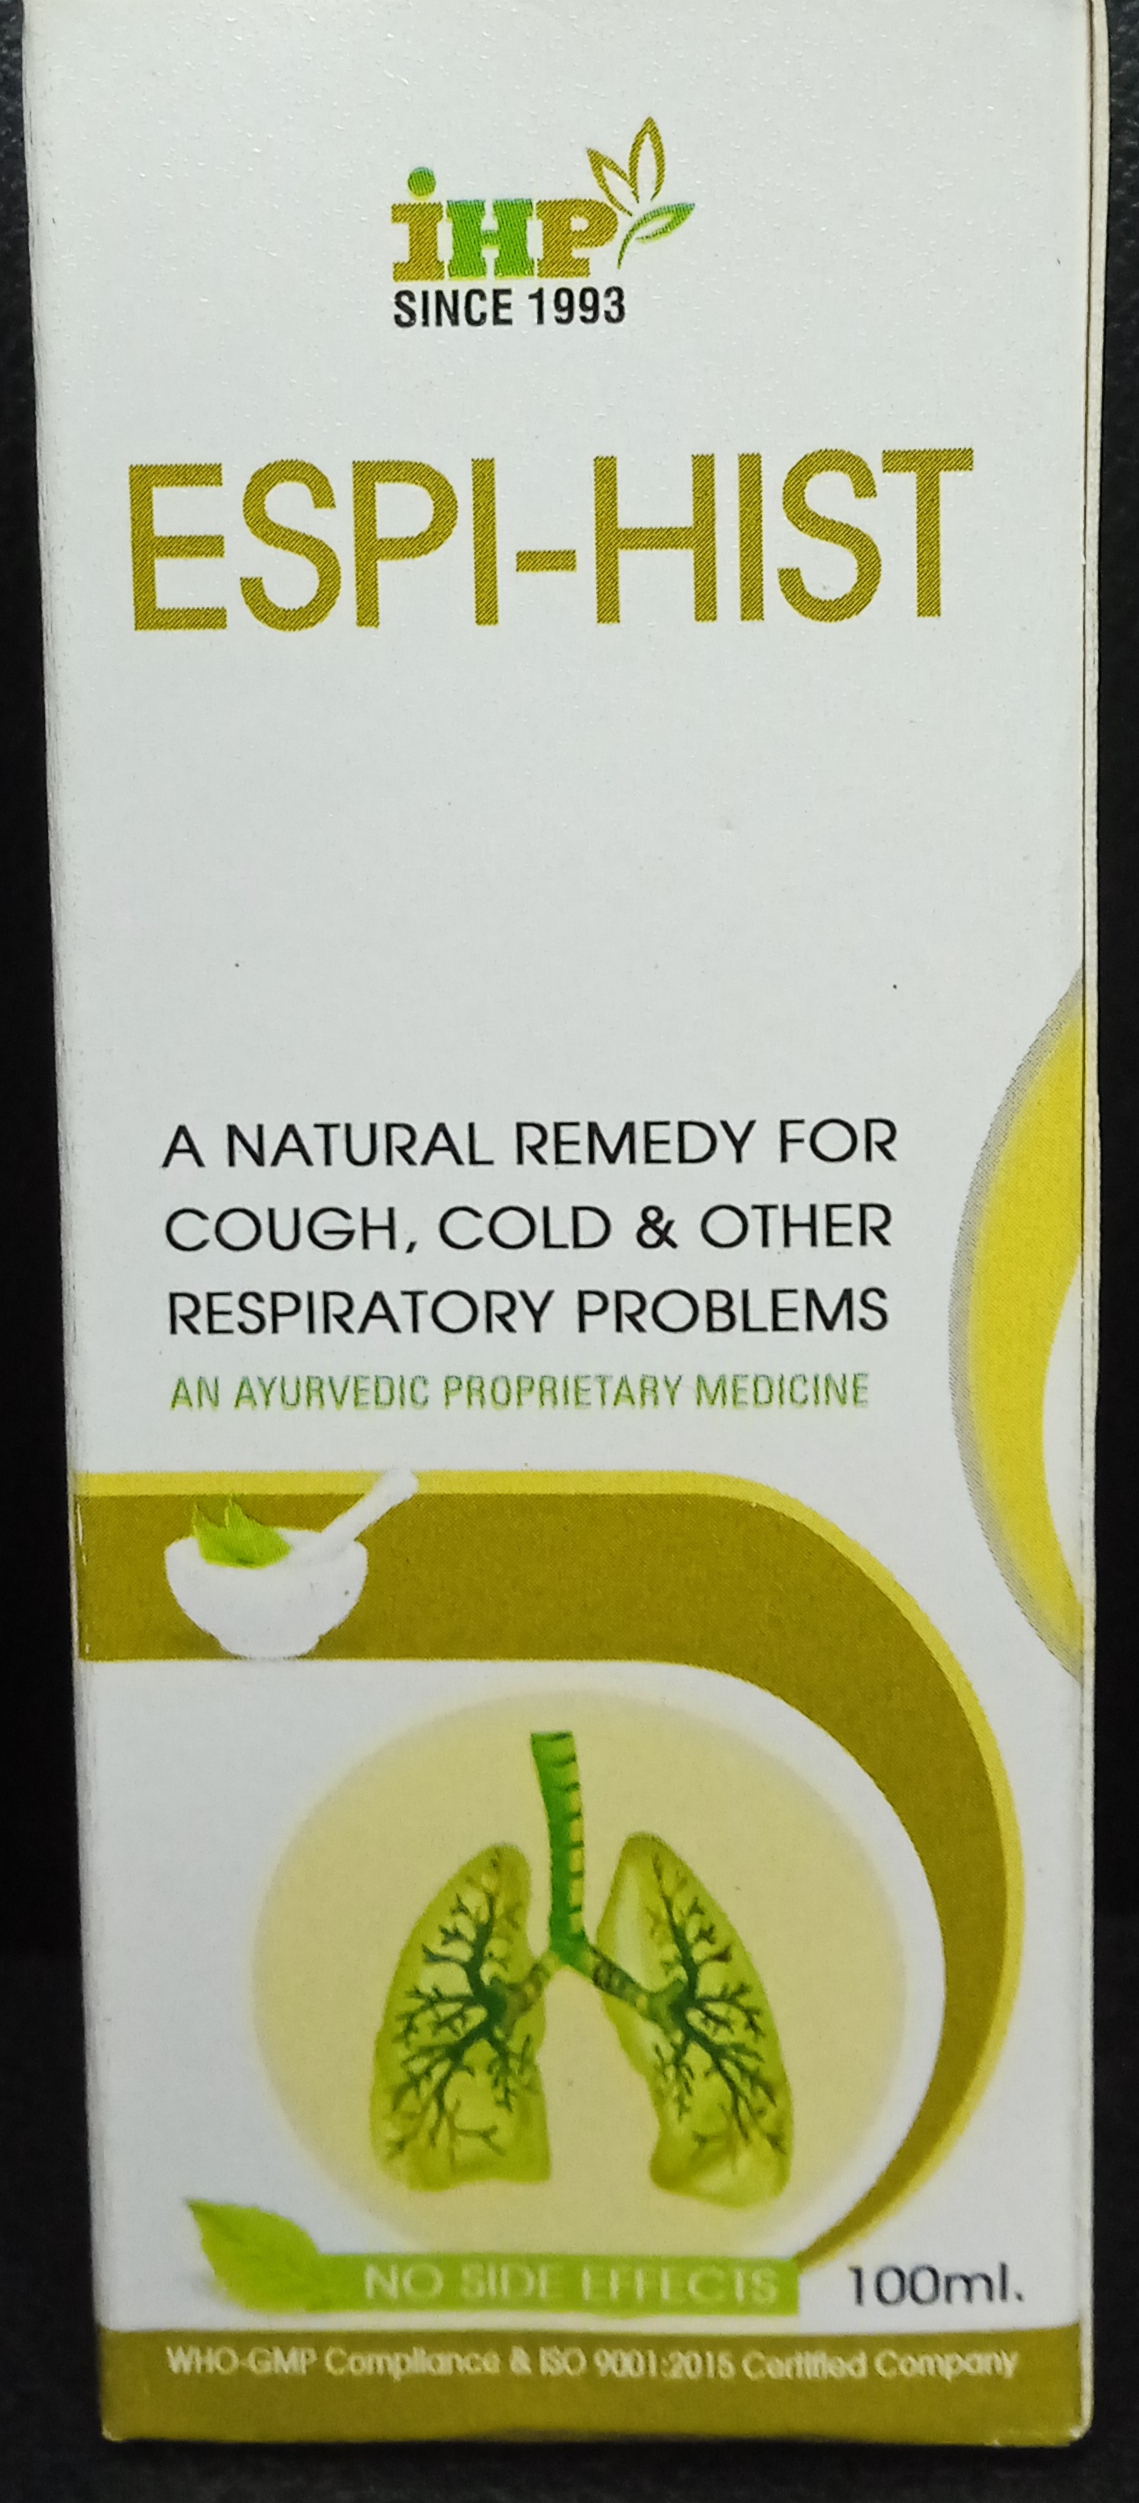 iHP
SINCE 1993
ESPI-HIST
A NATURAL REMEDY FOR
COUGH, COLD & OTHER
RESPIRATORY PROBLEMS
AN AYURVEDIC PROPRIETARY MEDICINE
NO SIDE EFFECTS
100ml.
WHO-GMP Compliance & ISO 9001:2015 Certified Company